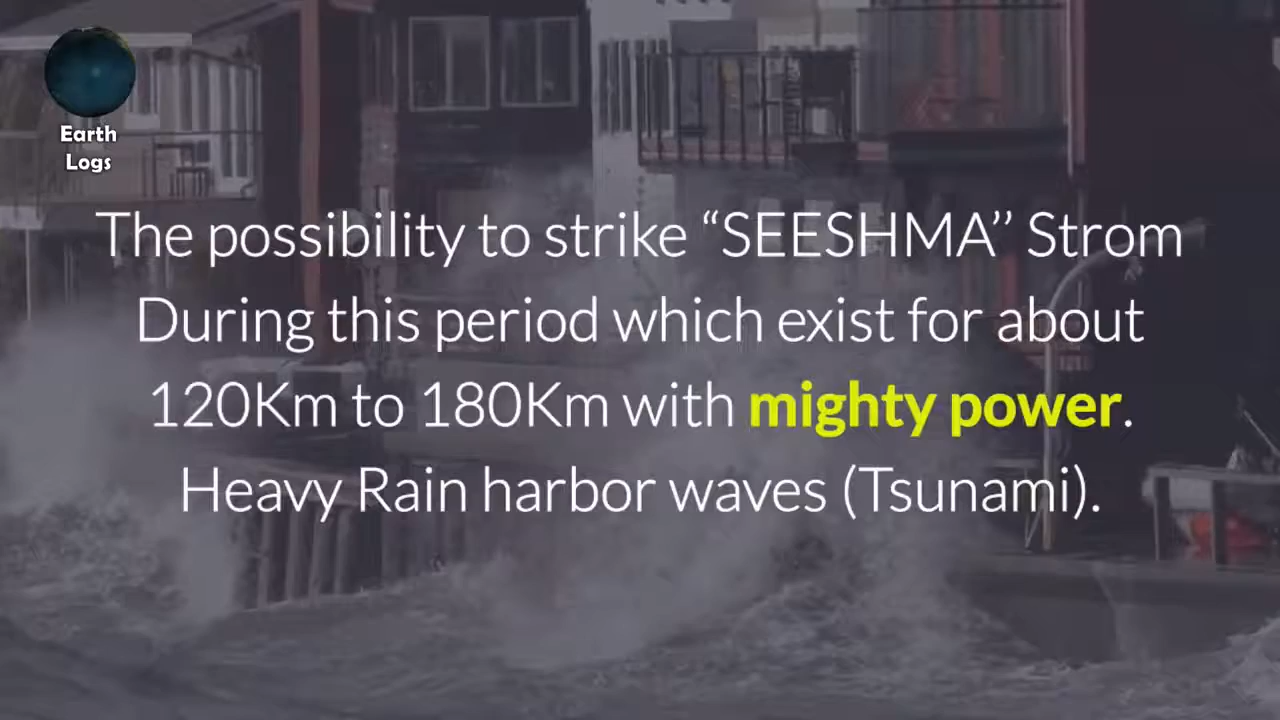 Earth
Logs
The possibility to strike “SEESHMA” Strom
During this period which exist for about
120Km to 180Km with mighty power.
Heavy Rain harbor waves (Tsunami).